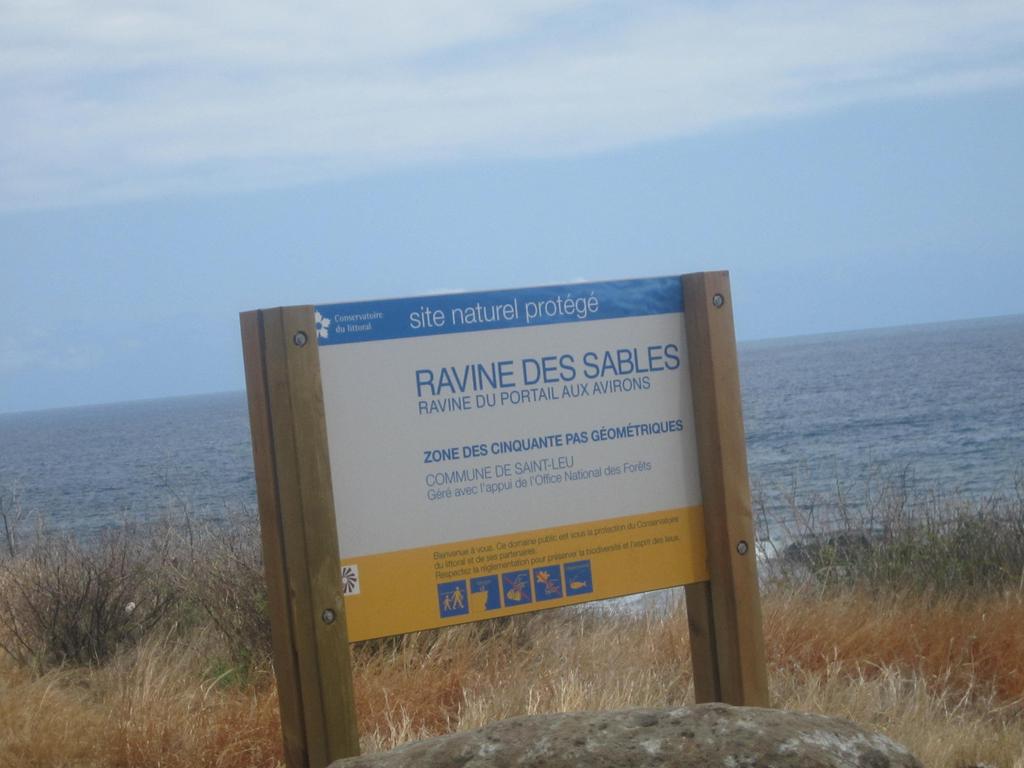 Conservatoire
du littoral
site naturel protégé
RAVINE DES SABLES
RAVINE DU PORTAIL AUX AVIRONS
ZONE DES CINQUANTE PAS GÉOMÉTRIQUES
COMMUNE DE SAINT-LEU
Géré avec l'appui de l'Office National des Forêts
Bienvenue à vous. Ce domaine public est sous la protection du Conservatoire
du littoral et de ses partenaires.
Respectez la réglementation pour préserver la biodiversité et l'esprit des lieux.